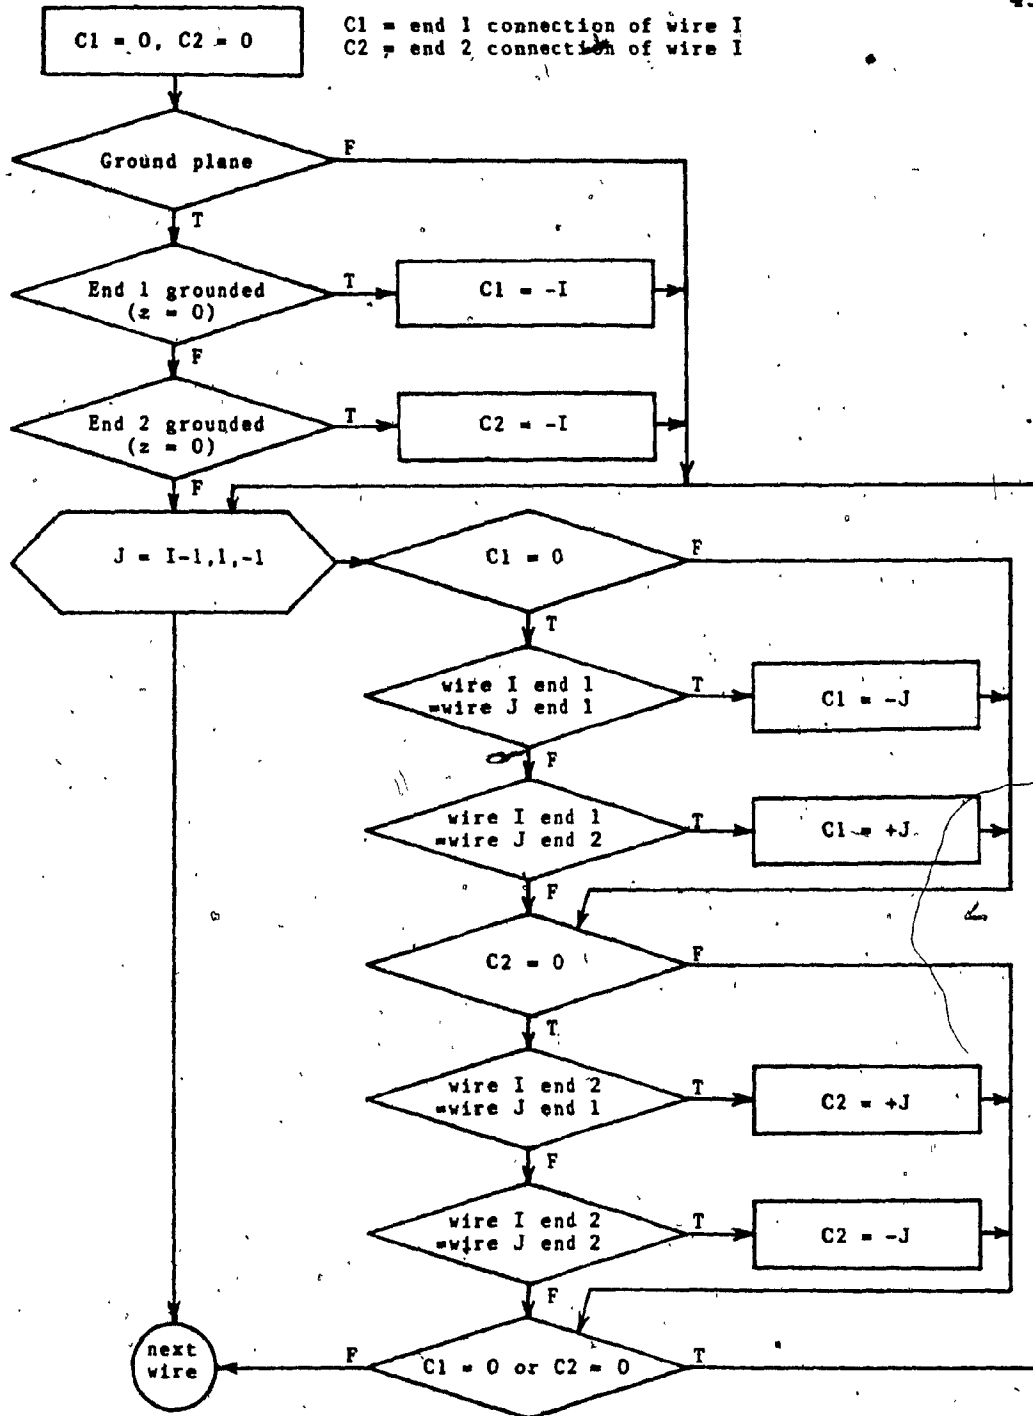 C1 = 0, C2 = 0
C1 = end 1 connection of wire I
C2 = end 2 connection of wire I
Ground plane
F
T
End 1 grounded
(z = 0)
T
C1 = -I
F
End 2 grounded
(z = 0)
T
C2 = -I
F
J = I-1,1,-1
C1 = 0
F
T
wire I end 1
=wire J end 1
T
C1 = -J
F
wire I end 1
=wire J end 2
T
C1 = +J
F
C2 = 0
F
T
wire I end 2
=wire J end 1
T
C2 = +J
F
wire I end 2
=wire J end 2
T
C2 = -J
F
next
wire
F
C1 = 0 or C2 = 0
T